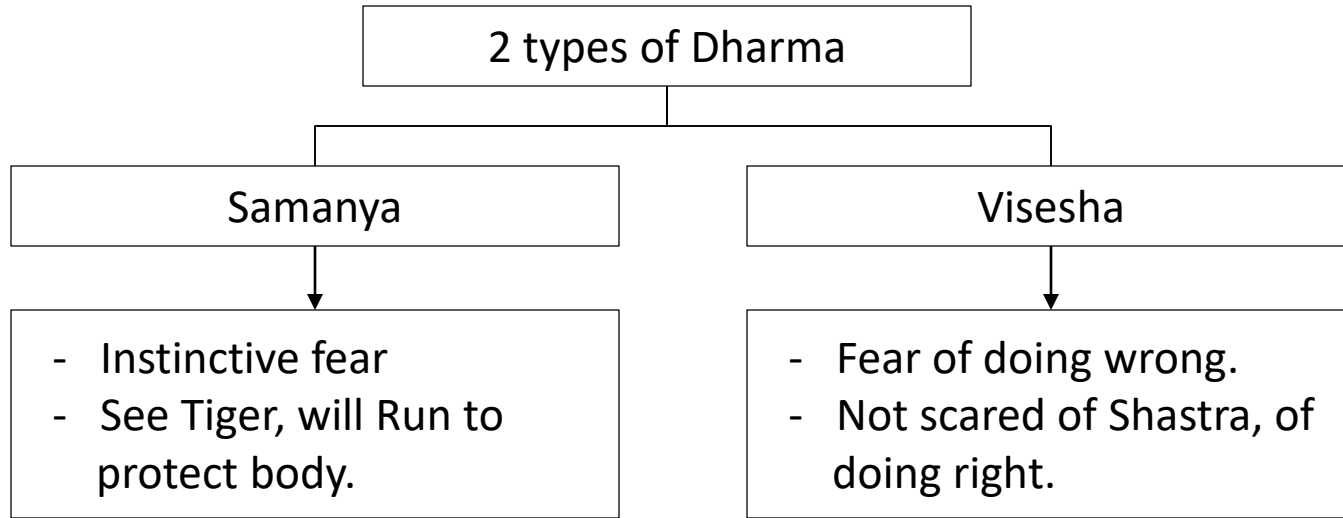 2 types of Dharma
Samanya
Visesha
- Instinctive fear
- See Tiger, will Run to
protect body.
- Fear of doing wrong.
- Not scared of Shastra, of
doing right.